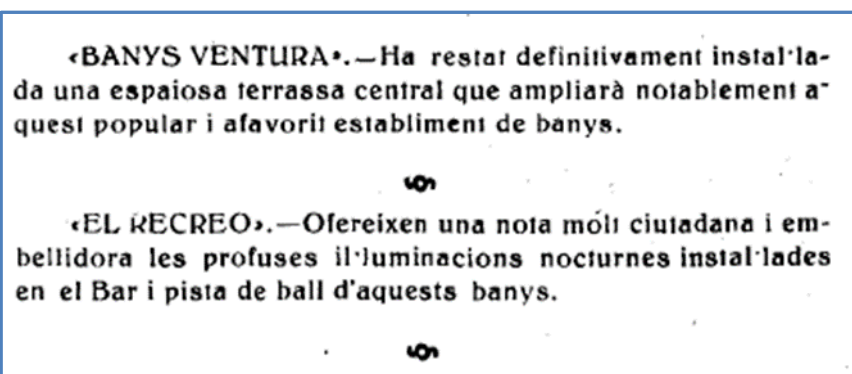 «BANYS VENTURA».—Ha restat definitivament instal·la-
da una espaiosa terrassa central que ampliarà notablement a-
quest popular i afavorit establiment de banys.
«EL RECREO».—Ofereixen una nota mólt ciutadana i em-
bellidora les profuses il·luminacions nocturnes instal·lades
en el Bar i pista de ball d'aquests banys.